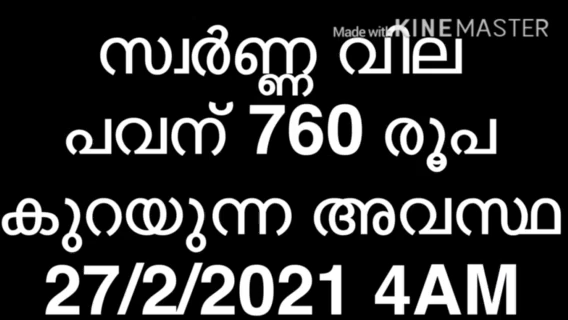 Made with KINEMASTER
സ്വർണ്ണ വില
പവന് 760 രൂപ
കുറയുന്ന അവസ്ഥ
27/2/2021 4AM